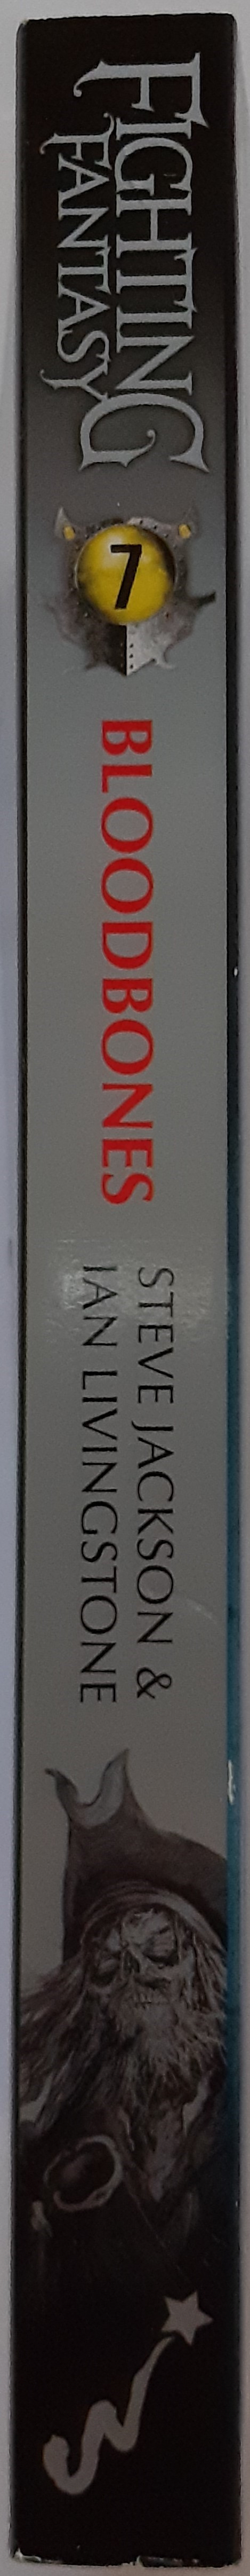 FIGHTING
FANTASY
7
BLOODBONES
STEVE JACKSON &
IAN LIVINGSTONE